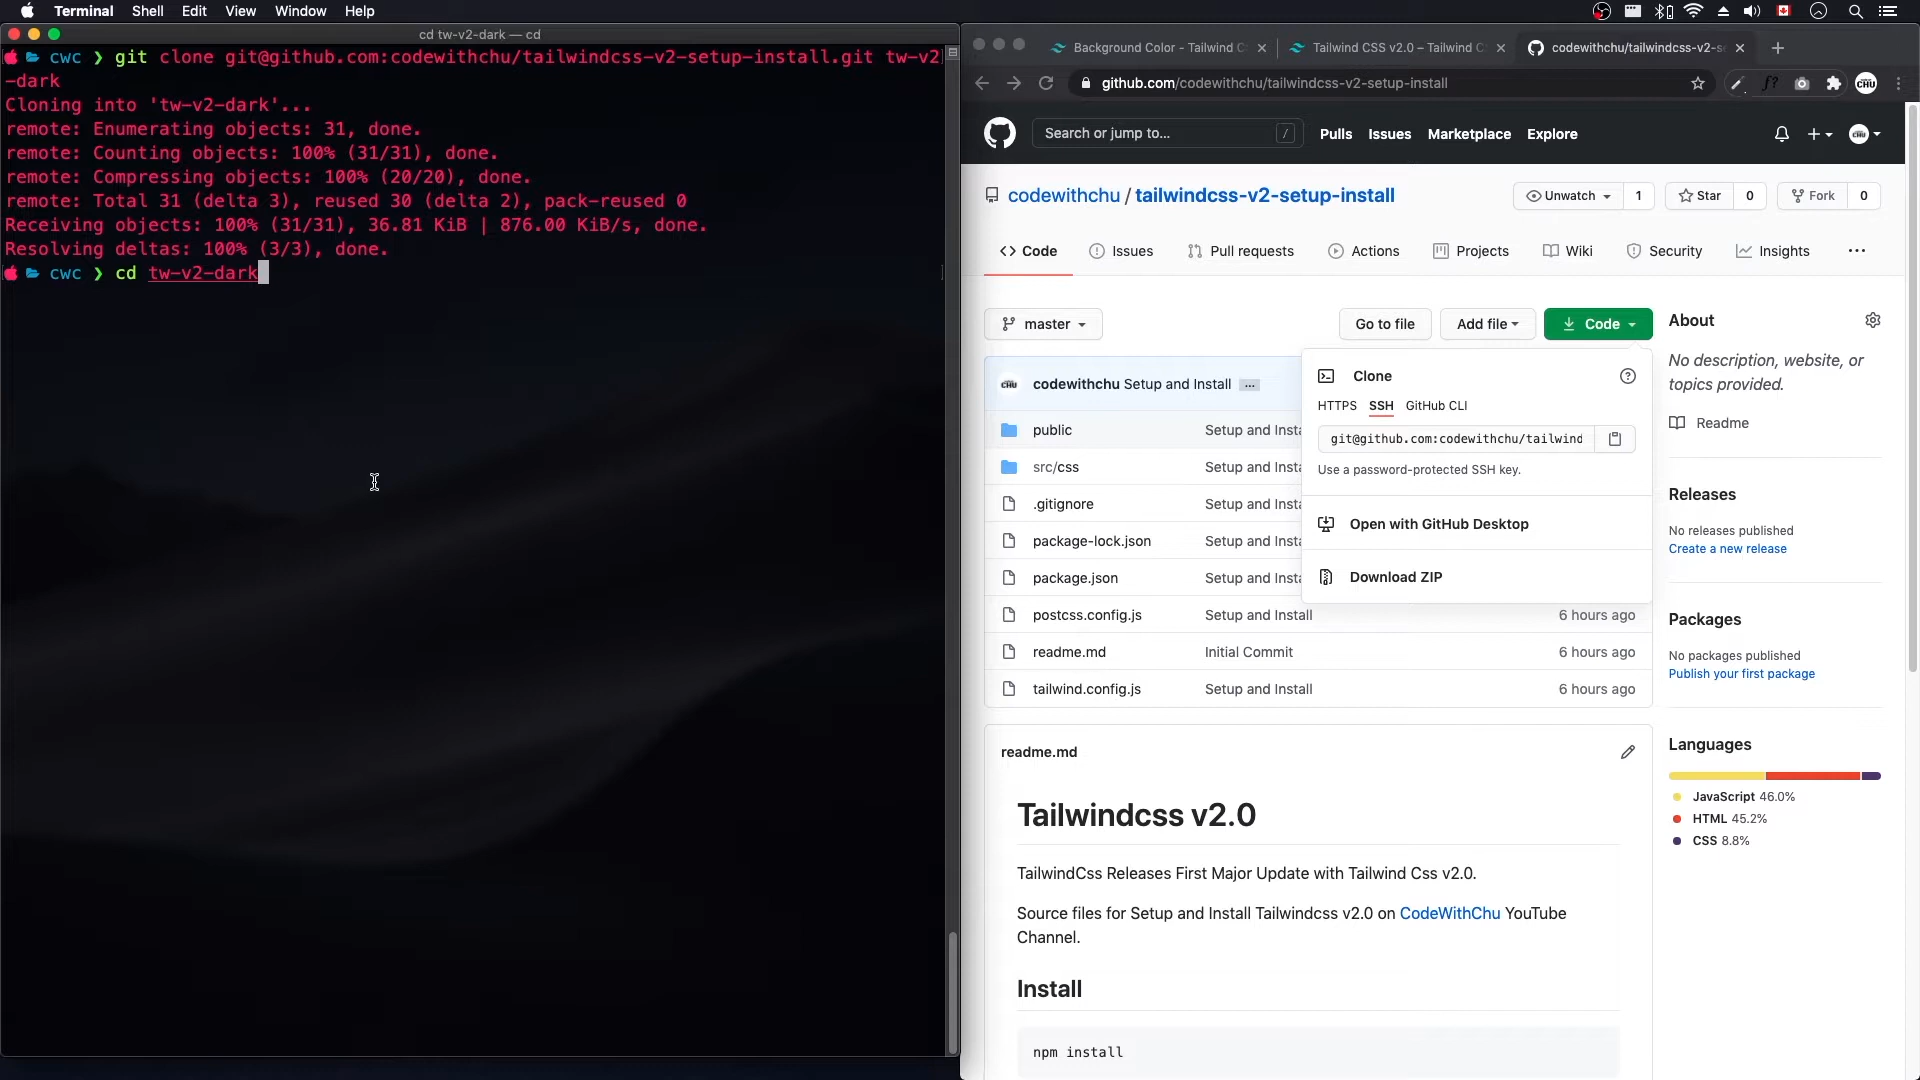 Terminal Shell Edit View Window Help
cd tw-v2-dark — cd
cwc ❯ git clone git@github.com:codewithchu/tailwindcss-v2-setup-install.git tw-v2
-dark
Cloning into 'tw-v2-dark'...
remote: Enumerating objects: 31, done.
remote: Counting objects: 100% (31/31), done.
remote: Compressing objects: 100% (20/20), done.
remote: Total 31 (delta 3), reused 30 (delta 2), pack-reused 0
Receiving objects: 100% (31/31), 36.81 KiB | 876.00 KiB/s, done.
Resolving deltas: 100% (3/3), done.
cwc ❯ cd tw-v2-dark
Background Color - Tailwind C
Tailwind CSS v2.0 – Tailwind C
codewithchu/tailwindcss-v2-se
github.com/codewithchu/tailwindcss-v2-setup-install
f?
CHU
Search or jump to... /
Pulls Issues Marketplace Explore
CHU
codewithchu / tailwindcss-v2-setup-install
Unwatch 1
Star 0
Fork 0
Code Issues Pull requests Actions Projects Wiki Security Insights ...
master
Go to file
Add file
Code
CHU codewithchu Setup and Install ...
public Setup and Insta
src/css Setup and Insta
.gitignore Setup and Insta
package-lock.json Setup and Insta
package.json Setup and Insta
postcss.config.js Setup and Install 6 hours ago
readme.md Initial Commit 6 hours ago
tailwind.config.js Setup and Install 6 hours ago
Clone
HTTPS SSH GitHub CLI
git@github.com:codewithchu/tailwind
Use a password-protected SSH key.
Open with GitHub Desktop
Download ZIP
readme.md
Tailwindcss v2.0
TailwindCss Releases First Major Update with Tailwind Css v2.0.
Source files for Setup and Install Tailwindcss v2.0 on CodeWithChu YouTube
Channel.
Install
npm install
About
No description, website, or
topics provided.
Readme
Releases
No releases published
Create a new release
Packages
No packages published
Publish your first package
Languages
JavaScript 46.0%
HTML 45.2%
CSS 8.8%